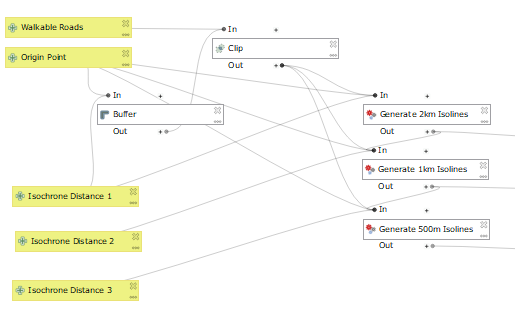 Walkable Roads
Origin Point
In
Clip
Out
In
Buffer
Out
In
Generate 2km Isolines
Out
In
Generate 1km Isolines
Out
Isochrone Distance 1
In
Generate 500m Isolines
Out
Isochrone Distance 2
Isochrone Distance 3